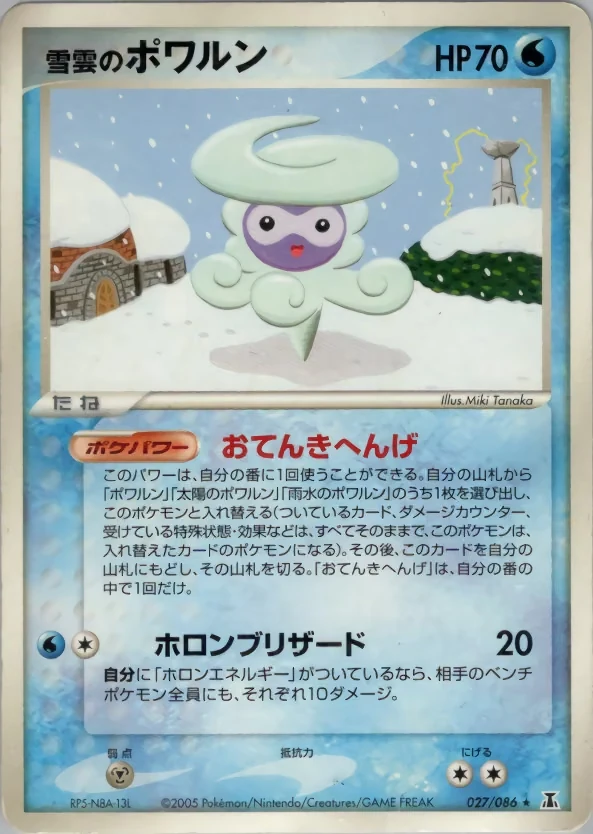 雪雲のポワルン HP70
たね
Illus.Miki Tanaka
ポケパワー おてんきへんげ
このパワーは、自分の番に1回使うことができる。自分の山札から
「ポワルン」「太陽のポワルン」「雨水のポワルン」のうち1枚を選び出し、
このポケモンと入れ替える(ついているカード、ダメージカウンター、
受けている特殊状態・効果などは、すべてそのままで、このポケモンは、
入れ替えたカードのポケモンになる)。その後、このカードを自分の
山札にもどし、その山札を切る。「おてんきへんげ」は、自分の番の
中で1回だけ。
ホロンブリザード 20
自分に「ホロンエネルギー」がついているなら、相手のベンチ
ポケモン全員にも、それぞれ10ダメージ。
弱点 抵抗力 にげる
RPS-N8A-13L ©2005 Pokémon/Nintendo/Creatures/GAME FREAK 027/086 ★